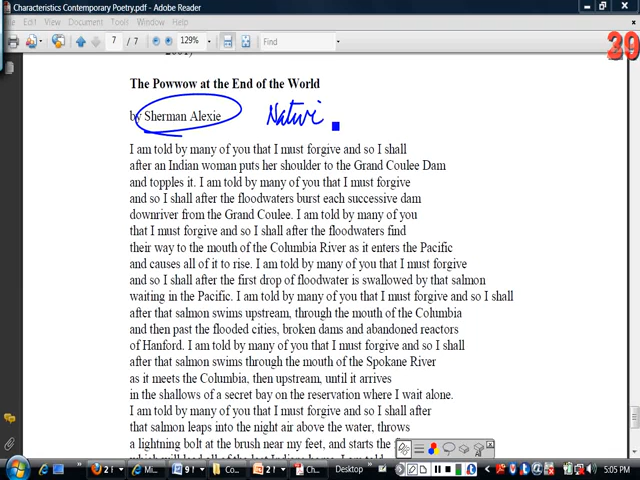 Characteristics Contemporary Poetry.pdf - Adobe Reader
File Edit View Document Tools Window Help
7 / 7 129% Find
39
2001)
The Powwow at the End of the World
by Sherman Alexie Nativ
I am told by many of you that I must forgive and so I shall
after an Indian woman puts her shoulder to the Grand Coulee Dam
and topples it. I am told by many of you that I must forgive
and so I shall after the floodwaters burst each successive dam
downriver from the Grand Coulee. I am told by many of you
that I must forgive and so I shall after the floodwaters find
their way to the mouth of the Columbia River as it enters the Pacific
and causes all of it to rise. I am told by many of you that I must forgive
and so I shall after the first drop of floodwater is swallowed by that salmon
waiting in the Pacific. I am told by many of you that I must forgive and so I shall
after that salmon swims upstream, through the mouth of the Columbia
and then past the flooded cities, broken dams and abandoned reactors
of Hanford. I am told by many of you that I must forgive and so I shall
after that salmon swims through the mouth of the Spokane River
as it meets the Columbia, then upstream, until it arrives
in the shallows of a secret bay on the reservation where I wait alone.
I am told by many of you that I must forgive and so I shall after
that salmon leaps into the night air above the water, throws
a lightning bolt at the brush near my feet, and starts the
Desktop 5:05 PM